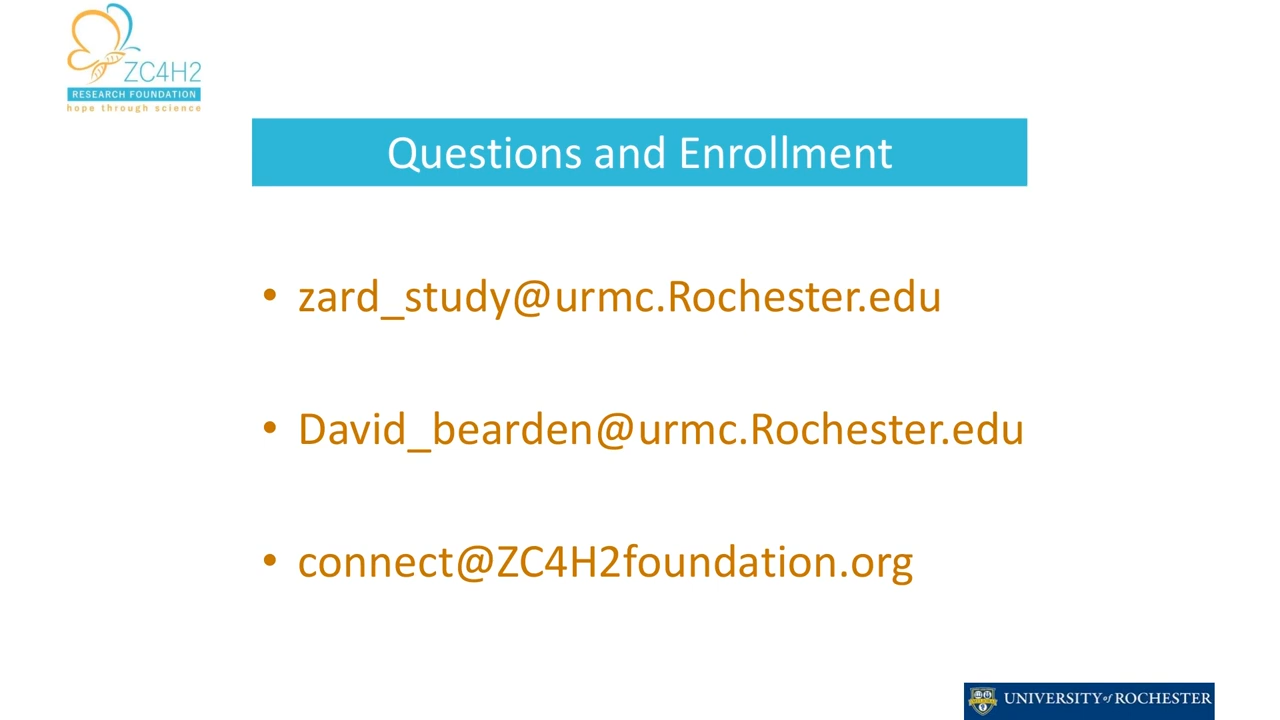 ZC4H2
RESEARCH FOUNDATION
hope through science
Questions and Enrollment
• zard_study@urmc.Rochester.edu
• David_bearden@urmc.Rochester.edu
• connect@ZC4H2foundation.org
UNIVERSITY of ROCHESTER